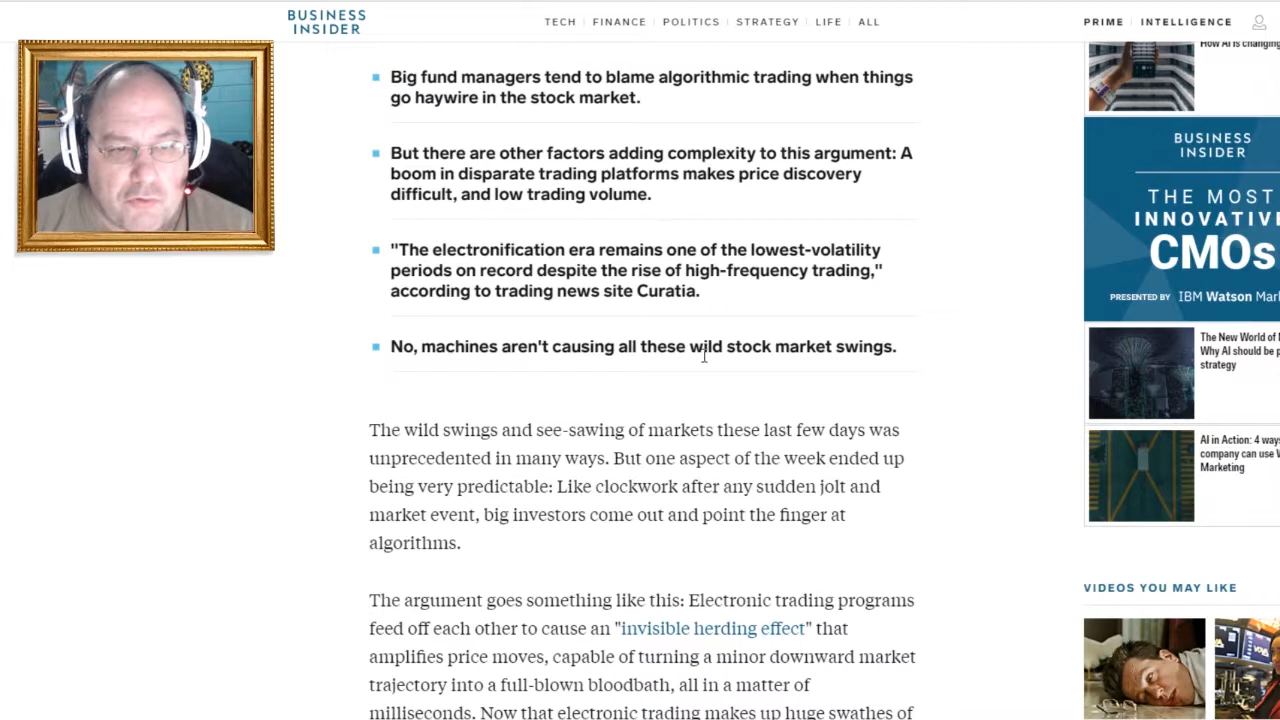 BUSINESS
INSIDER
TECH
FINANCE
POLITICS
STRATEGY
LIFE
ALL
PRIME
INTELLIGENCE
Big fund managers tend to blame algorithmic trading when things
go haywire in the stock market.
But there are other factors adding complexity to this argument: A
boom in disparate trading platforms makes price discovery
difficult, and low trading volume.
"The electronification era remains one of the lowest-volatility
periods on record despite the rise of high-frequency trading,"
according to trading news site Curatia.
No, machines aren't causing all these wild stock market swings.
The wild swings and see-sawing of markets these last few days was
unprecedented in many ways. But one aspect of the week ended up
being very predictable: Like clockwork after any sudden jolt and
market event, big investors come out and point the finger at
algorithms.
The argument goes something like this: Electronic trading programs
feed off each other to cause an "invisible herding effect" that
amplifies price moves, capable of turning a minor downward market
trajectory into a full-blown bloodbath, all in a matter of
milliseconds. Now that electronic trading makes up huge swathes of
How AI is changing
BUSINESS
INSIDER
THE MOST
INNOVATIV
CMOs
PRESENTED BY IBM Watson Mar
The New World of
Why AI should be p
strategy
AI in Action: 4 way
company can use W
Marketing
VIDEOS YOU MAY LIKE